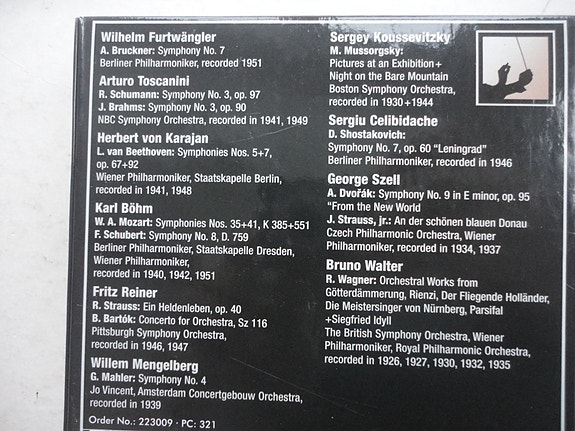 Wilhelm Furtwängler
A. Bruckner: Symphony No. 7
Berliner Philharmoniker, recorded 1951
Arturo Toscanini
R. Schumann: Symphony No. 3, op. 97
J. Brahms: Symphony No. 3, op. 90
NBC Symphony Orchestra, recorded in 1941, 1949
Herbert von Karajan
L. van Beethoven: Symphonies Nos. 5+7,
op. 67+92
Wiener Philharmoniker, Staatskapelle Berlin,
recorded in 1941, 1948
Karl Böhm
W. A. Mozart: Symphonies Nos. 35+41, K 385+551
F. Schubert: Symphony No. 8, D. 759
Berliner Philharmoniker, Staatskapelle Dresden,
Wiener Philharmoniker,
recorded in 1940, 1942, 1951
Fritz Reiner
R. Strauss: Ein Heldenleben, op. 40
B. Bartók: Concerto for Orchestra, Sz 116
Pittsburgh Symphony Orchestra,
recorded in 1946, 1947
Willem Mengelberg
G. Mahler: Symphony No. 4
Jo Vincent, Amsterdam Concertgebouw Orchestra,
recorded in 1939
Order No.: 223009 · PC: 321
Sergey Koussevitzky
M. Mussorgsky:
Pictures at an Exhibition+
Night on the Bare Mountain
Boston Symphony Orchestra,
recorded in 1930+1944
Sergiu Celibidache
D. Shostakovich:
Symphony No. 7, op. 60 "Leningrad"
Berliner Philharmoniker, recorded in 1946
George Szell
A. Dvořák: Symphony No. 9 in E minor, op. 95
"From the New World
J. Strauss, jr.: An der schönen blauen Donau
Czech Philharmonic Orchestra, Wiener
Philharmoniker, recorded in 1934, 1937
Bruno Walter
R. Wagner: Orchestral Works from
Götterdämmerung, Rienzi, Der Fliegende Holländer,
Die Meistersinger von Nürnberg, Parsifal
+Siegfried Idyll
The British Symphony Orchestra, Wiener
Philharmoniker, Royal Philharmonic Orchestra,
recorded in 1926, 1927, 1930, 1932, 1935